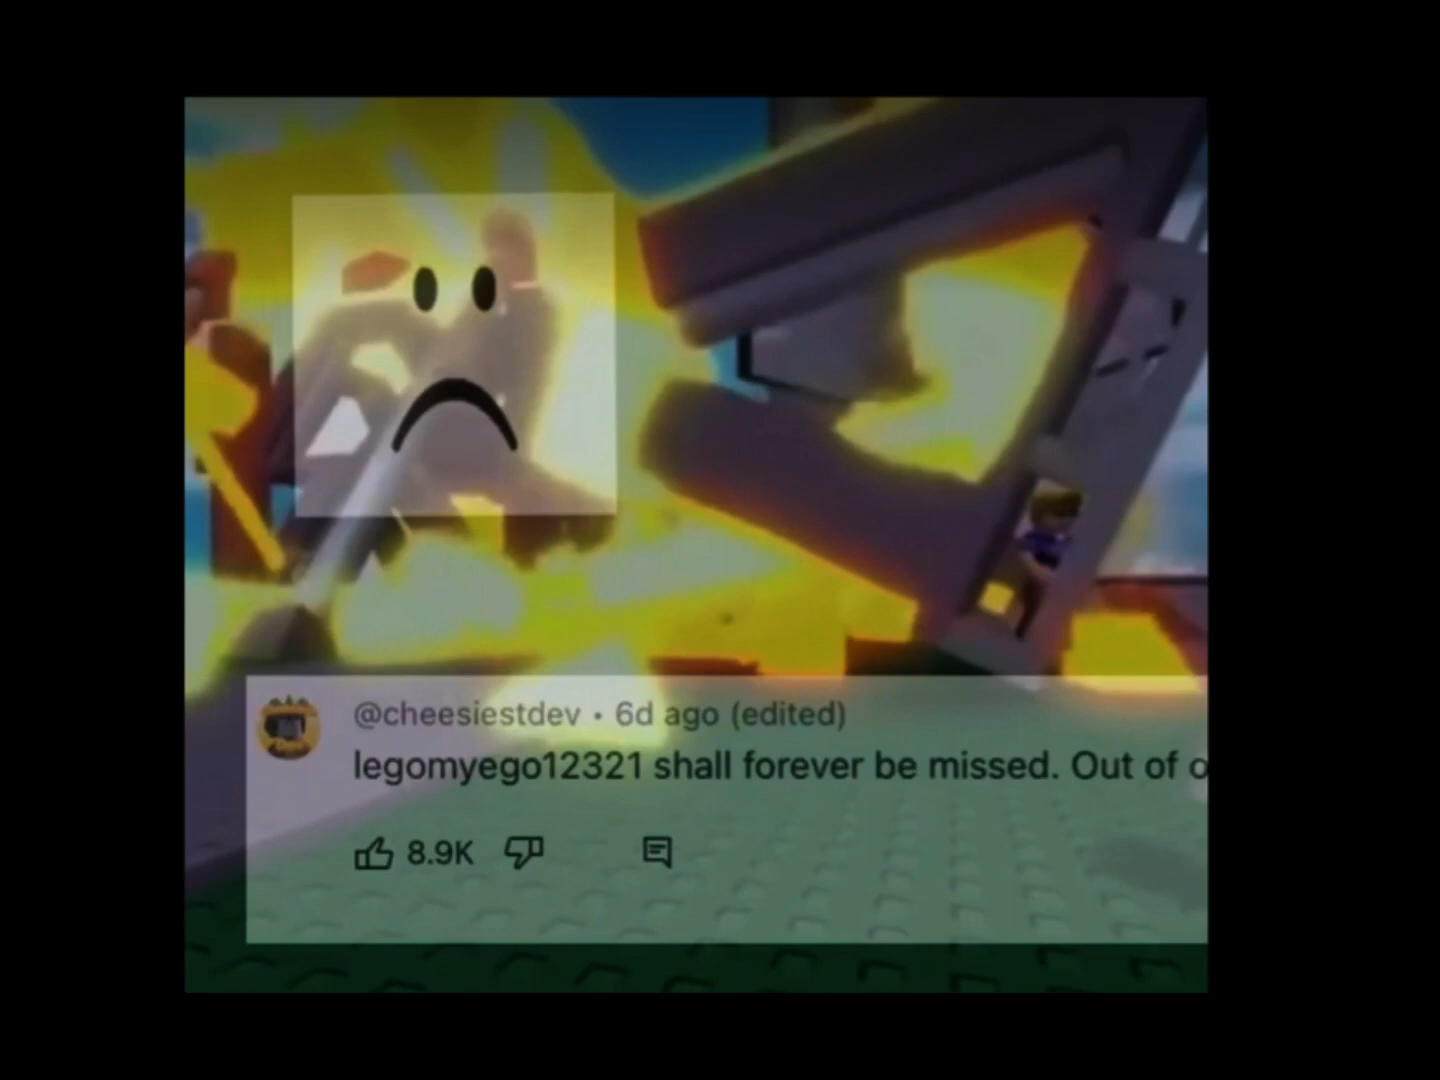 @cheesiestdev • 6d ago (edited)
legomyego12321 shall forever be missed. Out of
8.9K